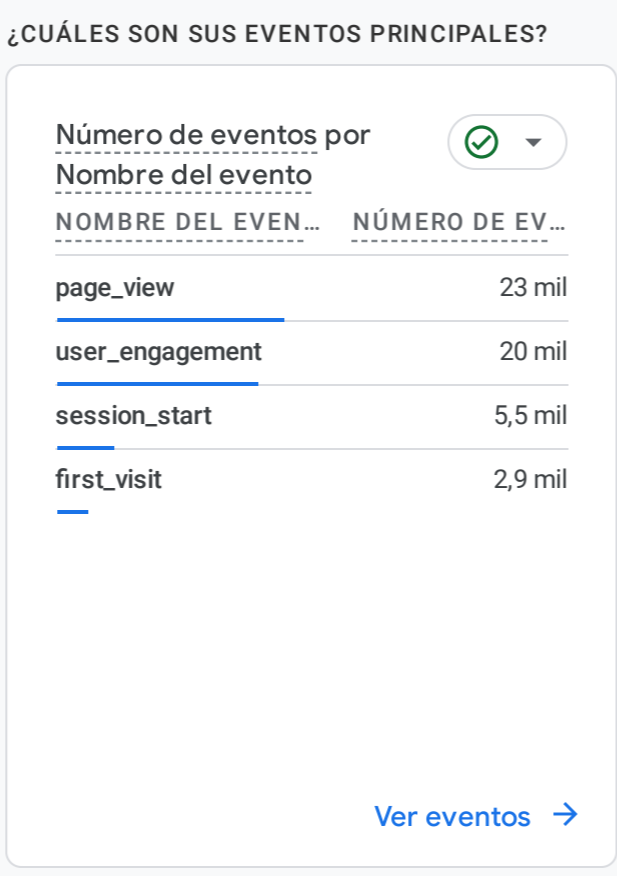 ¿CUÁLES SON SUS EVENTOS PRINCIPALES?
Número de eventos por
Nombre del evento
NOMBRE DEL EVEN… NÚMERO DE EV…
page_view 23 mil
user_engagement 20 mil
session_start 5,5 mil
first_visit 2,9 mil
Ver eventos